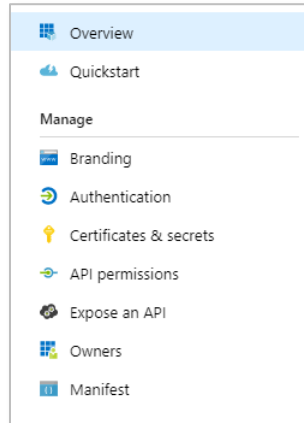 Overview
Quickstart
Manage
Branding
Authentication
Certificates & secrets
API permissions
Expose an API
Owners
Manifest